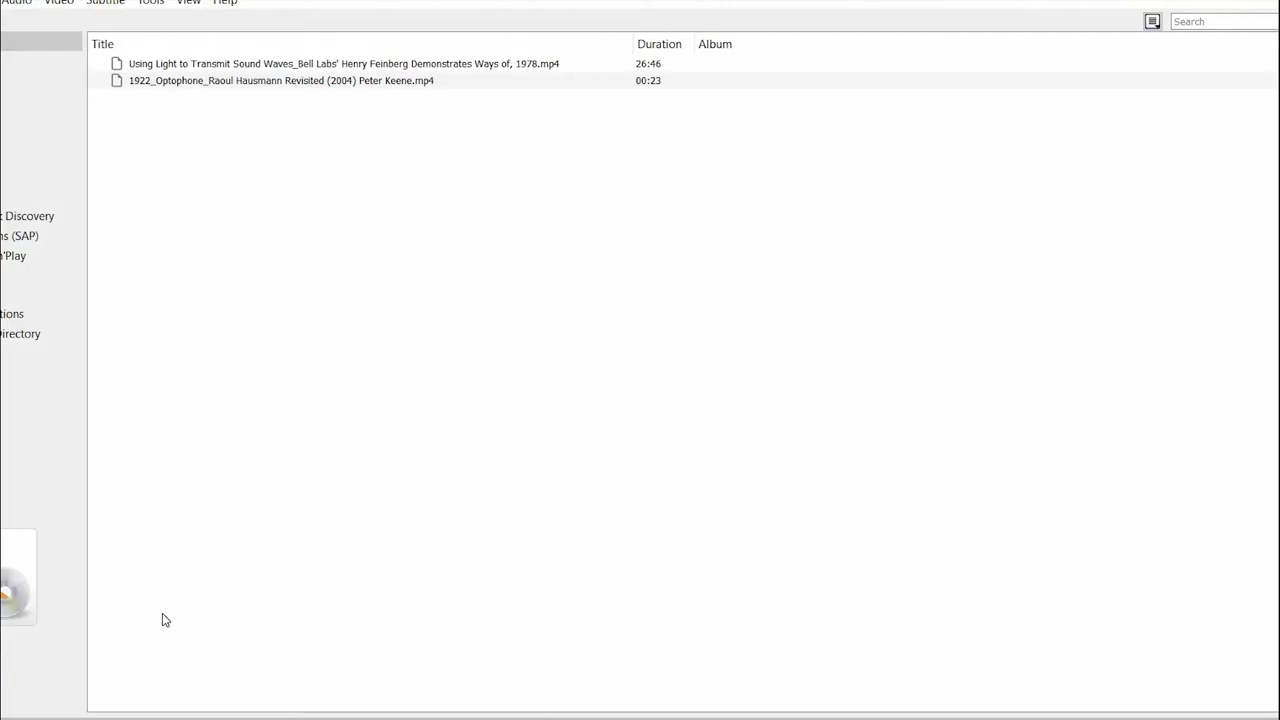 Audio Video Subtitle Tools View Help
Search
Title Duration Album
Using Light to Transmit Sound Waves_Bell Labs' Henry Feinberg Demonstrates Ways of, 1978.mp4 26:46
1922_Optophone_Raoul Hausmann Revisited (2004) Peter Keene.mp4 00:23
Discovery
(SAP)
'Play
tions
Directory